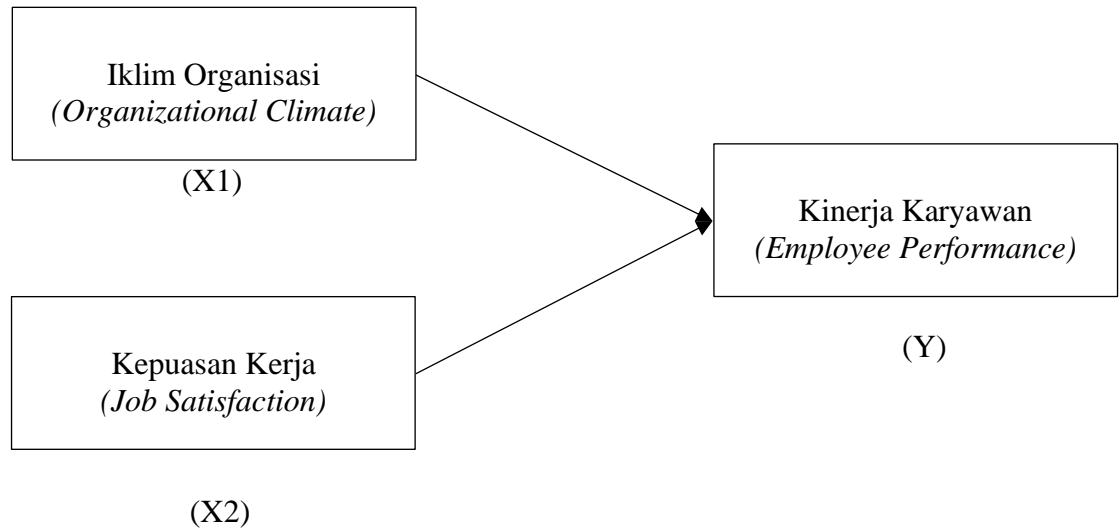 Iklim Organisasi
(Organizational Climate)
(X1)
Kepuasan Kerja
(Job Satisfaction)
(X2)
Kinerja Karyawan
(Employee Performance)
(Y)